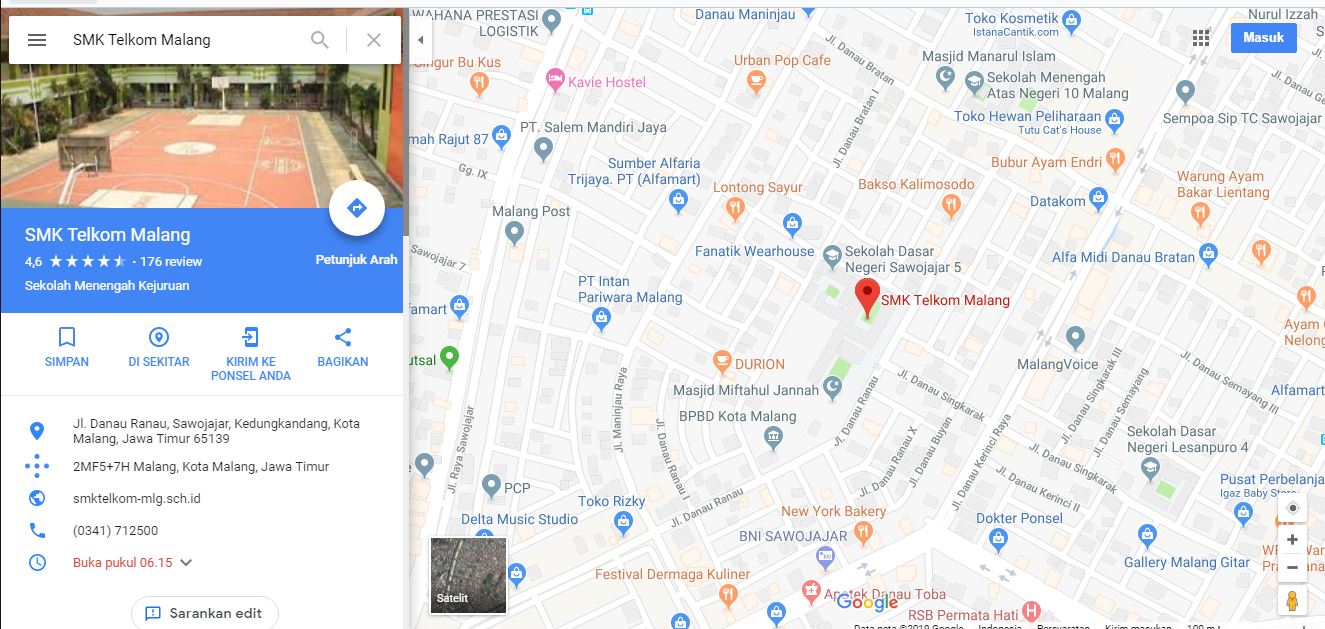 SMK Telkom Malang
SMK Telkom Malang
4,6 · 176 review
Sekolah Menengah Kejuruan
Petunjuk Arah
SIMPAN
DI SEKITAR
KIRIM KE
PONSEL ANDA
BAGIKAN
Jl. Danau Ranau, Sawojajar, Kedungkandang, Kota
Malang, Jawa Timur 65139
2MF5+7H Malang, Kota Malang, Jawa Timur
smktelkom-mlg.sch.id
(0341) 712500
Buka pukul 06.15
Sarankan edit
WAHANA PRESTASI
LOGISTIK
Danau Maninjau
Toko Kosmetik
IstanaCantik.com
Masuk
Nurul Izzah
Bu Kus
Kavie Hostel
Urban Pop Cafe
Jl. Danau Bratan
Masjid Manarul Islam
Sekolah Menengah
Atas Negeri 10 Malang
Toko Hewan Peliharaan
Tutu Cat's House
Sempoa Sip TC Sawojajar
Rajut 87
PT. Salem Mandiri Jaya
Jl. Danau Bratan I
Gg. IX
Sumber Alfaria
Trijaya. PT (Alfamart)
Bubur Ayam Endri
Lontong Sayur
Bakso Kalimosodo
Warung Ayam
Bakar Lientang
Datakom
Malang Post
Sawojajar 7
Fanatik Wearhouse
Sekolah Dasar
Negeri Sawojajar 5
Alfa Midi Danau Bratan
PT Intan
Pariwara Malang
SMK Telkom Malang
Ayam
Nelong
DURION
MalangVoice
Masjid Miftahul Jannah
BPBD Kota Malang
Jl. Maninjau Raya
Jl. Raya Sawojajar
Jl. Danau Ranau I
Jl. Danau Ranau
Jl. Danau Singkarak
Jl. Danau Singkarak III
Jl. Danau Semayang III
Jl. Danau Semayang
Alfamart
Jl. Danau Ranau X
Jl. Danau Buyan
Jl. Danau Kerinci Raya
Jl. Danau Singkarak
Jl. Danau Kerinci II
Sekolah Dasar
Negeri Lesanpuro 4
PCP
Jl. Danau Ranau
Jl. Danau Ranau
Pusat Perbelanja
Igaz Baby Store
Toko Rizky
Delta Music Studio
New York Bakery
BNI SAWOJAJAR
Dokter Ponsel
Gallery Malang Gitar
Festival Dermaga Kuliner
Apotek Danau Toba
RSB Permata Hati
Satelit
Google
Data peta ©2019 Google Indonesia Persyaratan Kirim masukan 100 m